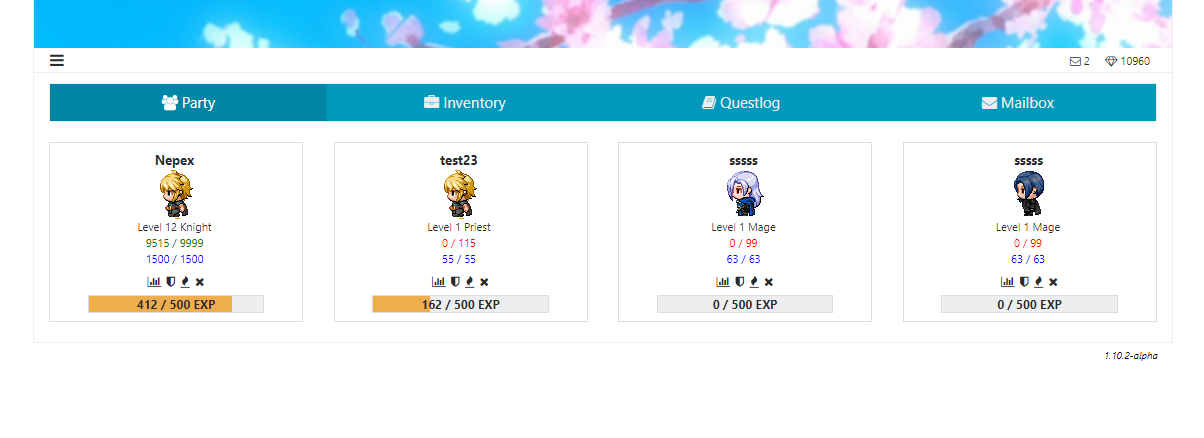 2 10960
Party Inventory Questlog Mailbox
Nepex
Level 12 Knight
9515 / 9999
1500 / 1500
412 / 500 EXP
test23
Level 1 Priest
0 / 115
55 / 55
162 / 500 EXP
sssss
Level 1 Mage
0 / 99
63 / 63
0 / 500 EXP
sssss
Level 1 Mage
0 / 99
63 / 63
0 / 500 EXP
1.10.2-alpha